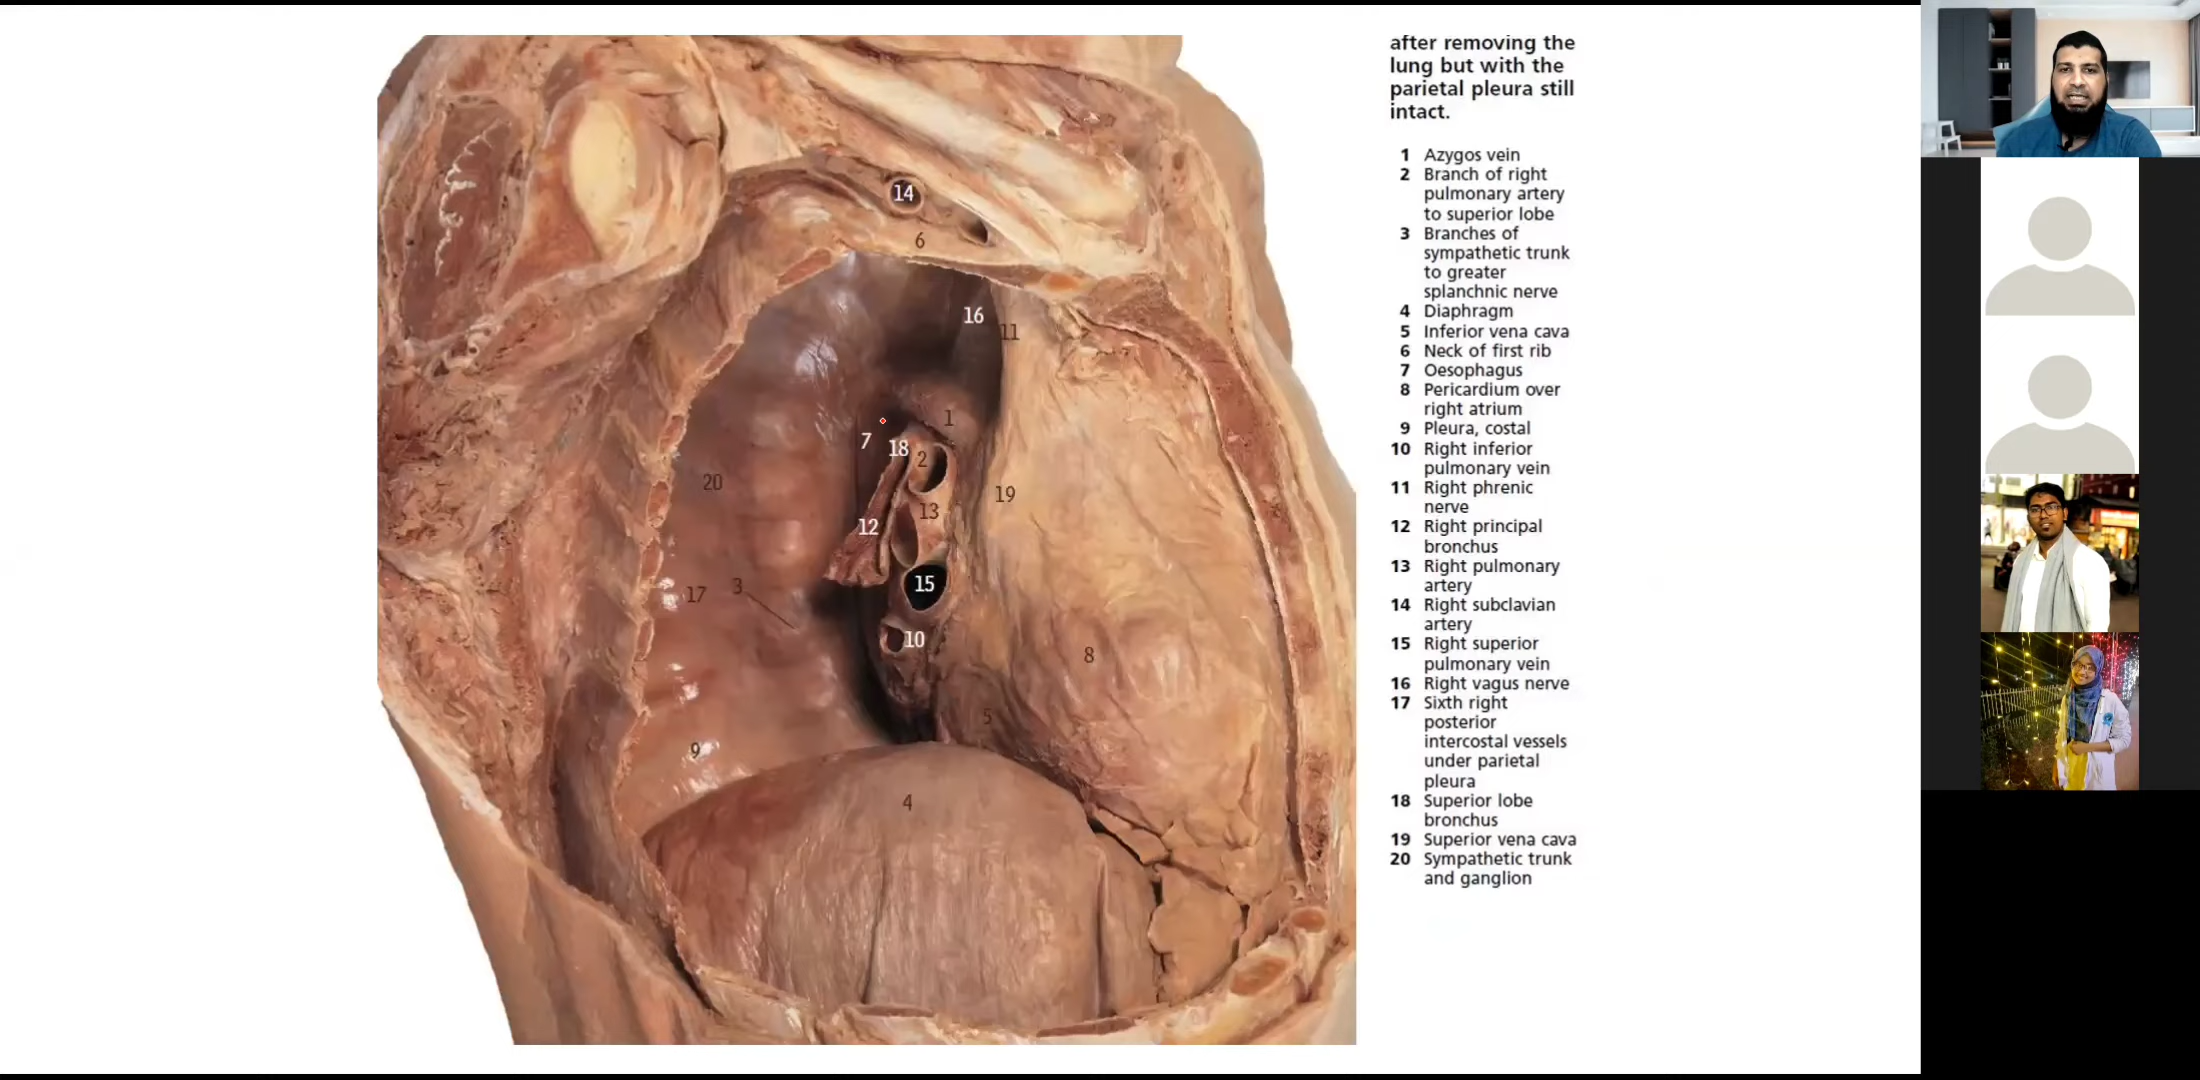 after removing the
lung but with the
parietal pleura still
intact.
1 Azygos vein
2 Branch of right
pulmonary artery
to superior lobe
3 Branches of
sympathetic trunk
to greater
splanchnic nerve
4 Diaphragm
5 Inferior vena cava
6 Neck of first rib
7 Oesophagus
8 Pericardium over
right atrium
9 Pleura, costal
10 Right inferior
pulmonary vein
11 Right phrenic
nerve
12 Right principal
bronchus
13 Right pulmonary
artery
14 Right subclavian
artery
15 Right superior
pulmonary vein
16 Right vagus nerve
17 Sixth right
posterior
intercostal vessels
under parietal
pleura
18 Superior lobe
bronchus
19 Superior vena cava
20 Sympathetic trunk
and ganglion
14
6
16
11
1
7
18
2
20
19
13
12
15
3
17
10
8
5
9
4